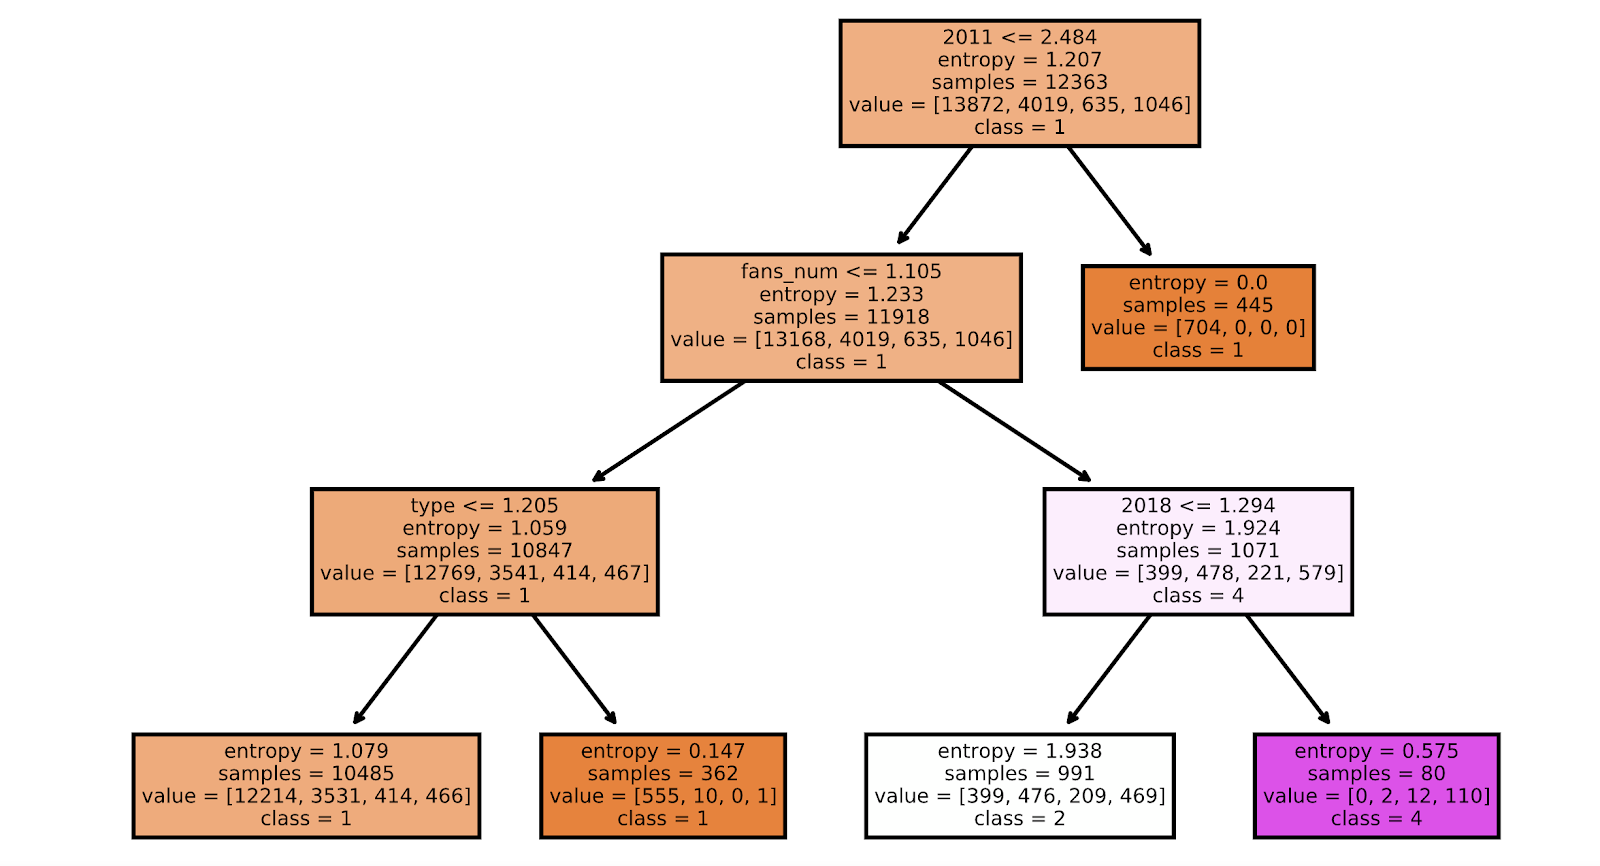 2011 <= 2.484
entropy = 1.207
samples = 12363
value = [13872, 4019, 635, 1046]
class = 1
fans_num <= 1.105
entropy = 1.233
samples = 11918
value = [13168, 4019, 635, 1046]
class = 1
entropy = 0.0
samples = 445
value = [704, 0, 0, 0]
class = 1
type <= 1.205
entropy = 1.059
samples = 10847
value = [12769, 3541, 414, 467]
class = 1
2018 <= 1.294
entropy = 1.924
samples = 1071
value = [399, 478, 221, 579]
class = 4
entropy = 1.079
samples = 10485
value = [12214, 3531, 414, 466]
class = 1
entropy = 0.147
samples = 362
value = [555, 10, 0, 1]
class = 1
entropy = 1.938
samples = 991
value = [399, 476, 209, 469]
class = 2
entropy = 0.575
samples = 80
value = [0, 2, 12, 110]
class = 4